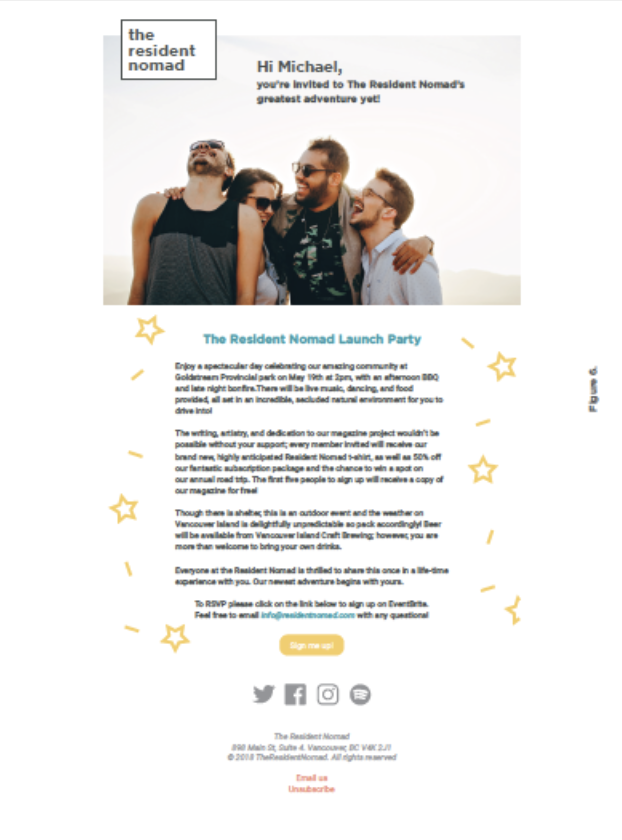 the
resident
nomad
Hi Michael,
you're invited to The Resident Nomad's
greatest adventure yet!
The Resident Nomad Launch Party
Enjoy a spectacular day celebrating our amazing community at
Goldstream Provincial park on May 19th at 2pm, with an afternoon BBQ
and late night bonfire.There will be live music, dancing, and food
provided, all set in an incredible, secluded natural environment for you to
drive into!
The writing, artistry, and dedication to our magazine project wouldn't be
possible without your support; every member invited will receive our
brand new, highly anticipated Resident Nomad t-shirt, as well as 50% off
our fantastic subscription package and the chance to win a spot on
our annual road trip. The first five people to sign up will receive a copy of
our magazine for free!
Though there is shelter, this is an outdoor event and the weather on
Vancouver Island is delightfully unpredictable so pack accordingly! Beer
will be available from Vancouver Island Craft Brewing; however, you are
more than welcome to bring your own drinks.
Everyone at the Resident Nomad is thrilled to share this once in a life-time
experience with you. Our newest adventure begins with yours.
To RSVP please click on the link below to sign up on EventBrite.
Feel free to email info@residentnomad.com with any questions!
Sign me up!
The Resident Nomad
898 Main St, Suite 4. Vancouver, BC V4K 2J1
© 2018 TheResidentNomad. All rights reserved
Email us
Unsubscribe
Figure 6.